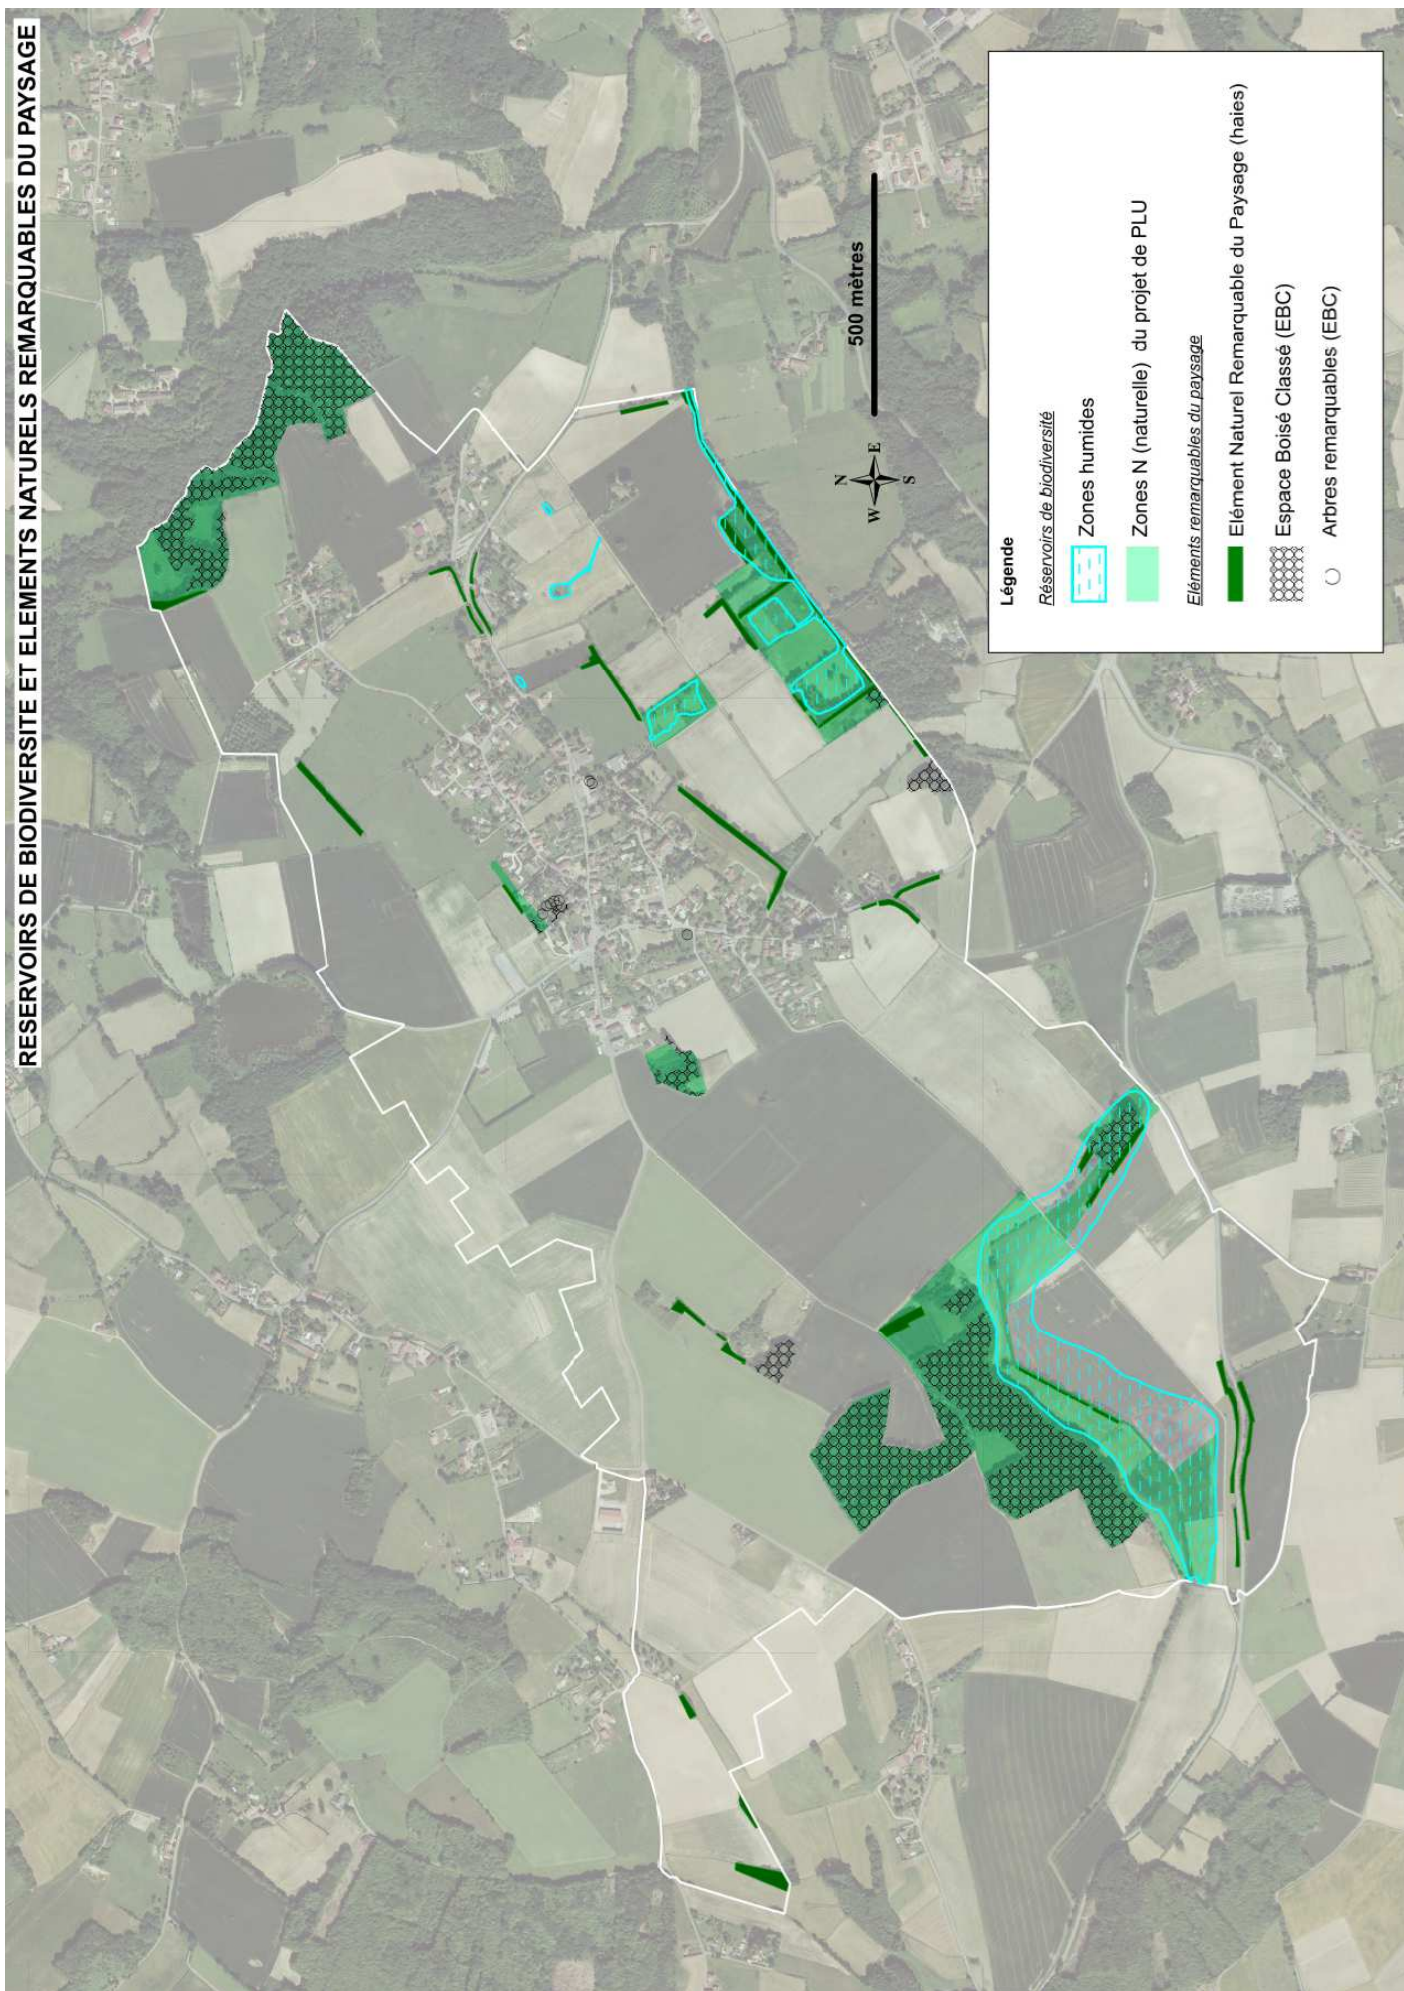 RESERVOIRS DE BIODIVERSITE ET ELEMENTS NATURELS REMARQUABLES DU PAYSAGE
500 mètres
N
W
E
S
Légende
Réservoirs de biodiversité
Zones humides
Zones N (naturelle) du projet de PLU
Eléments remarquables du paysage
Elément Naturel Remarquable du Paysage (haies)
Espace Boisé Classé (EBC)
Arbres remarquables (EBC)